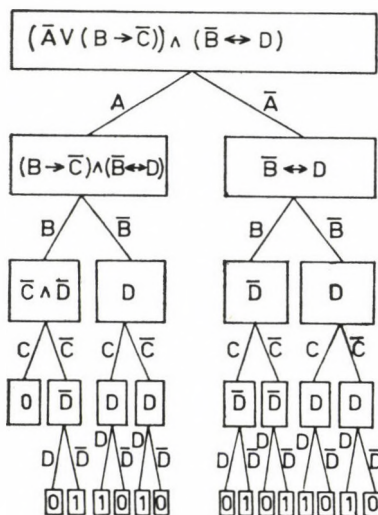 (A̅ V (B → C̅)) ∧ (B̅ ↔ D)
A A̅
(B → C̅) ∧ (B̅ ↔ D) B̅ ↔ D
B B̅ B B̅
C̅ ∧ D̅ D D̅ D
C C̅ C C̅ C C̅ C C̅
0 D̅ D D D̅ D̅ D D
D D̅ D D̅ D D̅ D D̅ D D̅ D D̅ D D̅
0 1 1 0 1 0 0 1 0 1 1 0 1 0